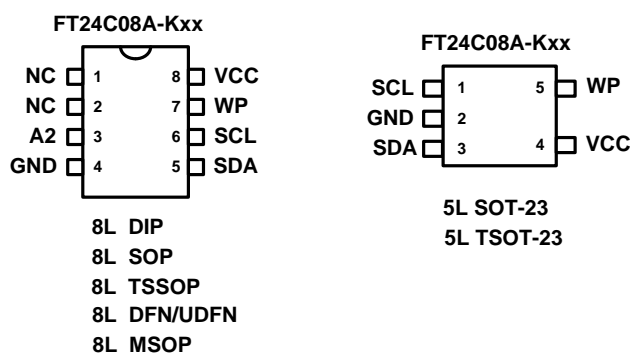 FT24C08A-Kxx
NC 1 8 VCC
NC 2 7 WP
A2 3 6 SCL
GND 4 5 SDA
8L DIP
8L SOP
8L TSSOP
8L DFN/UDFN
8L MSOP
FT24C08A-Kxx
SCL 1 5 WP
GND 2
SDA 3 4 VCC
5L SOT-23
5L TSOT-23